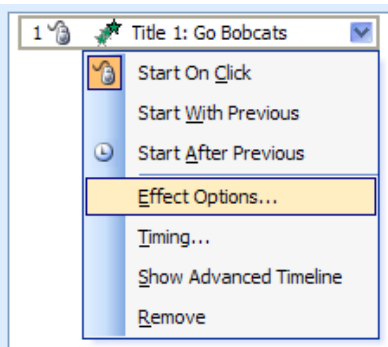 1 Title 1: Go Bobcats
Start On Click
Start With Previous
Start After Previous
Effect Options...
Timing...
Show Advanced Timeline
Remove